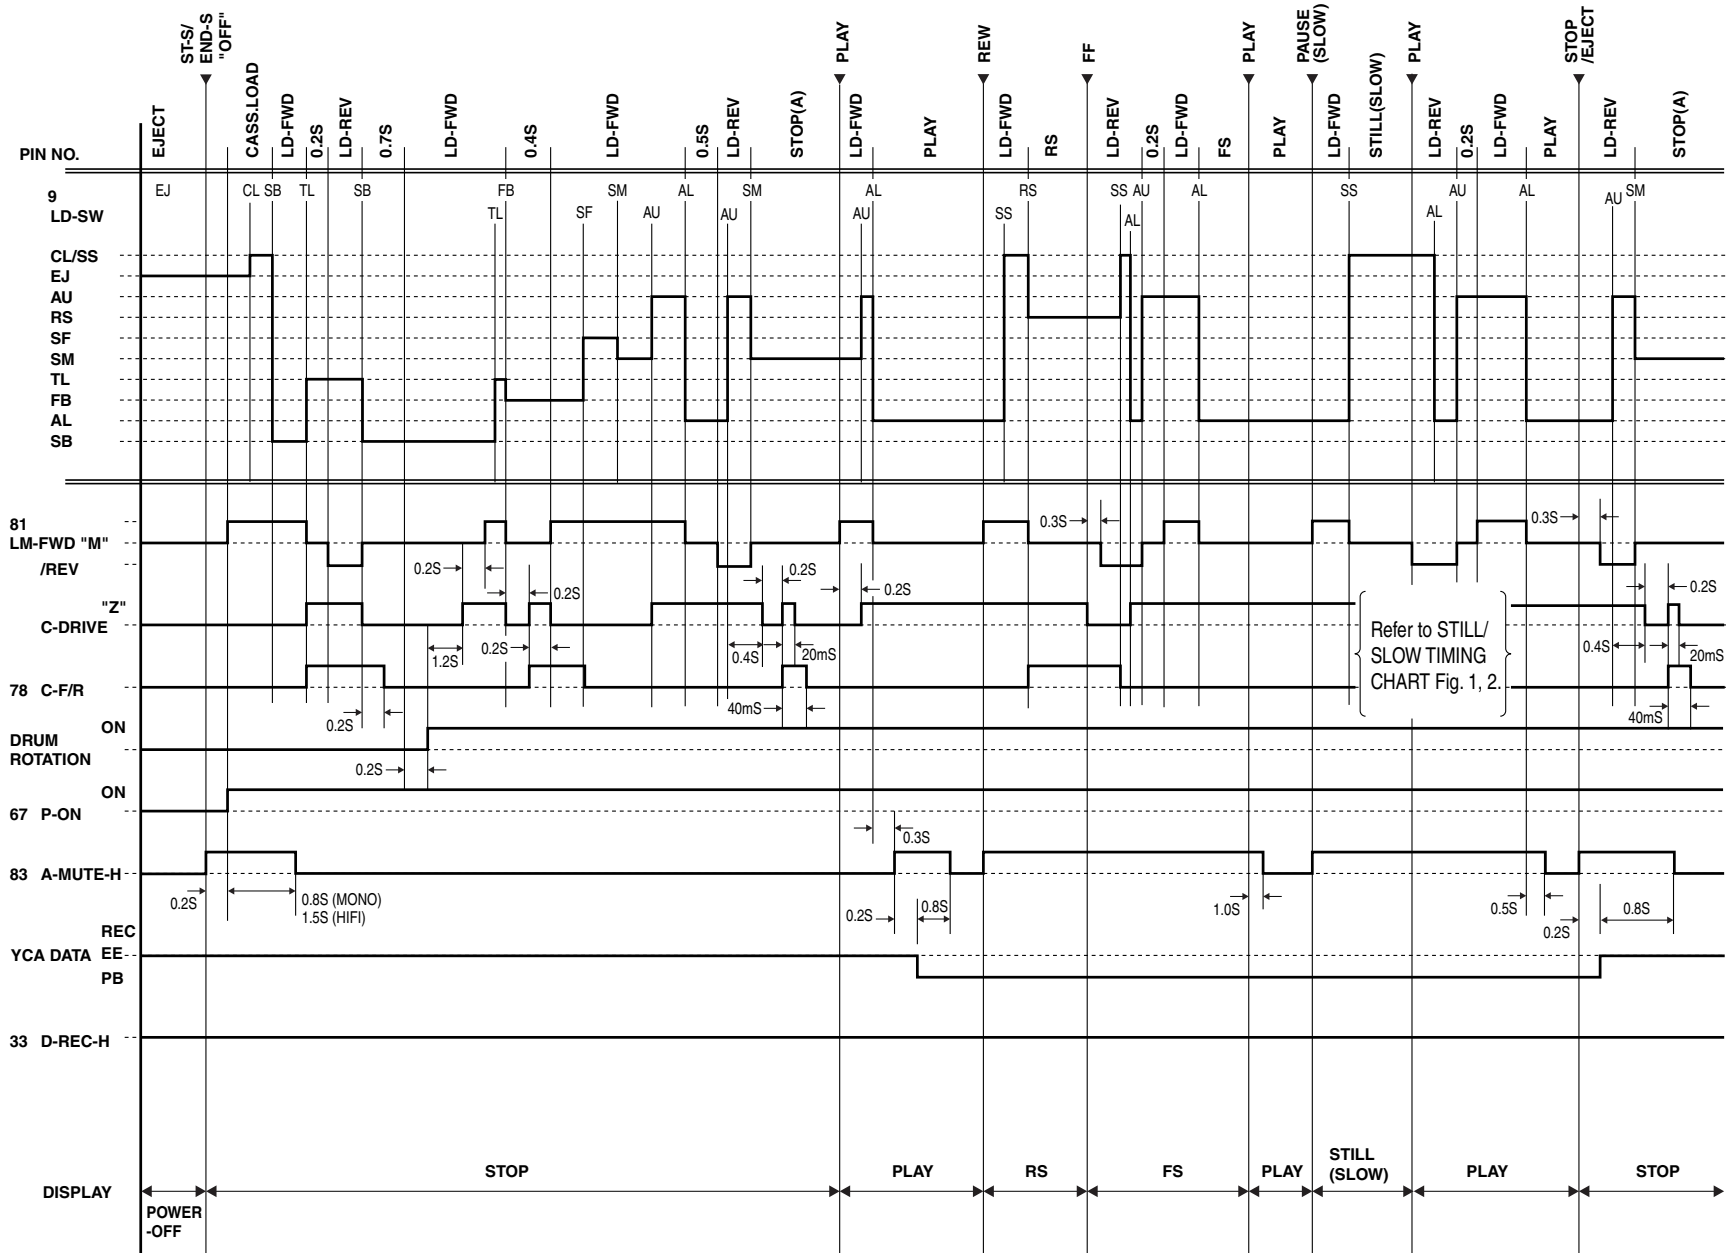 ST-S/
END-S
"OFF"
PLAY
REW
FF
PLAY
PAUSE
(SLOW)
PLAY
STOP
/EJECT
PIN NO.
EJECT
CASS.LOAD
LD-FWD
0.2S
LD-REV
0.7S
LD-FWD
0.4S
LD-FWD
0.5S
LD-REV
STOP(A)
LD-FWD
PLAY
LD-FWD
RS
LD-REV
0.2S
LD-FWD
FS
PLAY
LD-FWD
STILL(SLOW)
LD-REV
0.2S
LD-FWD
PLAY
LD-REV
STOP(A)
9
LD-SW
EJ CL SB TL SB FB SM AL SM AL RS SS AU AL SS AU AL SM
TL SF AU AU AU SS AL AL AU
CL/SS
EJ
AU
RS
SF
SM
TL
FB
AL
SB
81
LM-FWD "M"
/REV
0.3S
0.3S
0.2S
0.2S
0.2S
0.2S
0.2S
"Z"
C-DRIVE
1.2S
0.2S
0.4S
20mS
0.4S
20mS
Refer to STILL/
SLOW TIMING
CHART Fig. 1, 2.
78 C-F/R
0.2S
40mS
40mS
ON
DRUM
ROTATION
0.2S
ON
67 P-ON
0.3S
83 A-MUTE-H
0.2S
0.8S (MONO)
1.5S (HIFI)
0.2S
0.8S
1.0S
0.5S
0.2S
0.8S
REC
YCA DATA EE
PB
33 D-REC-H
DISPLAY
POWER
-OFF
STOP
PLAY
RS
FS
PLAY
STILL
(SLOW)
PLAY
STOP